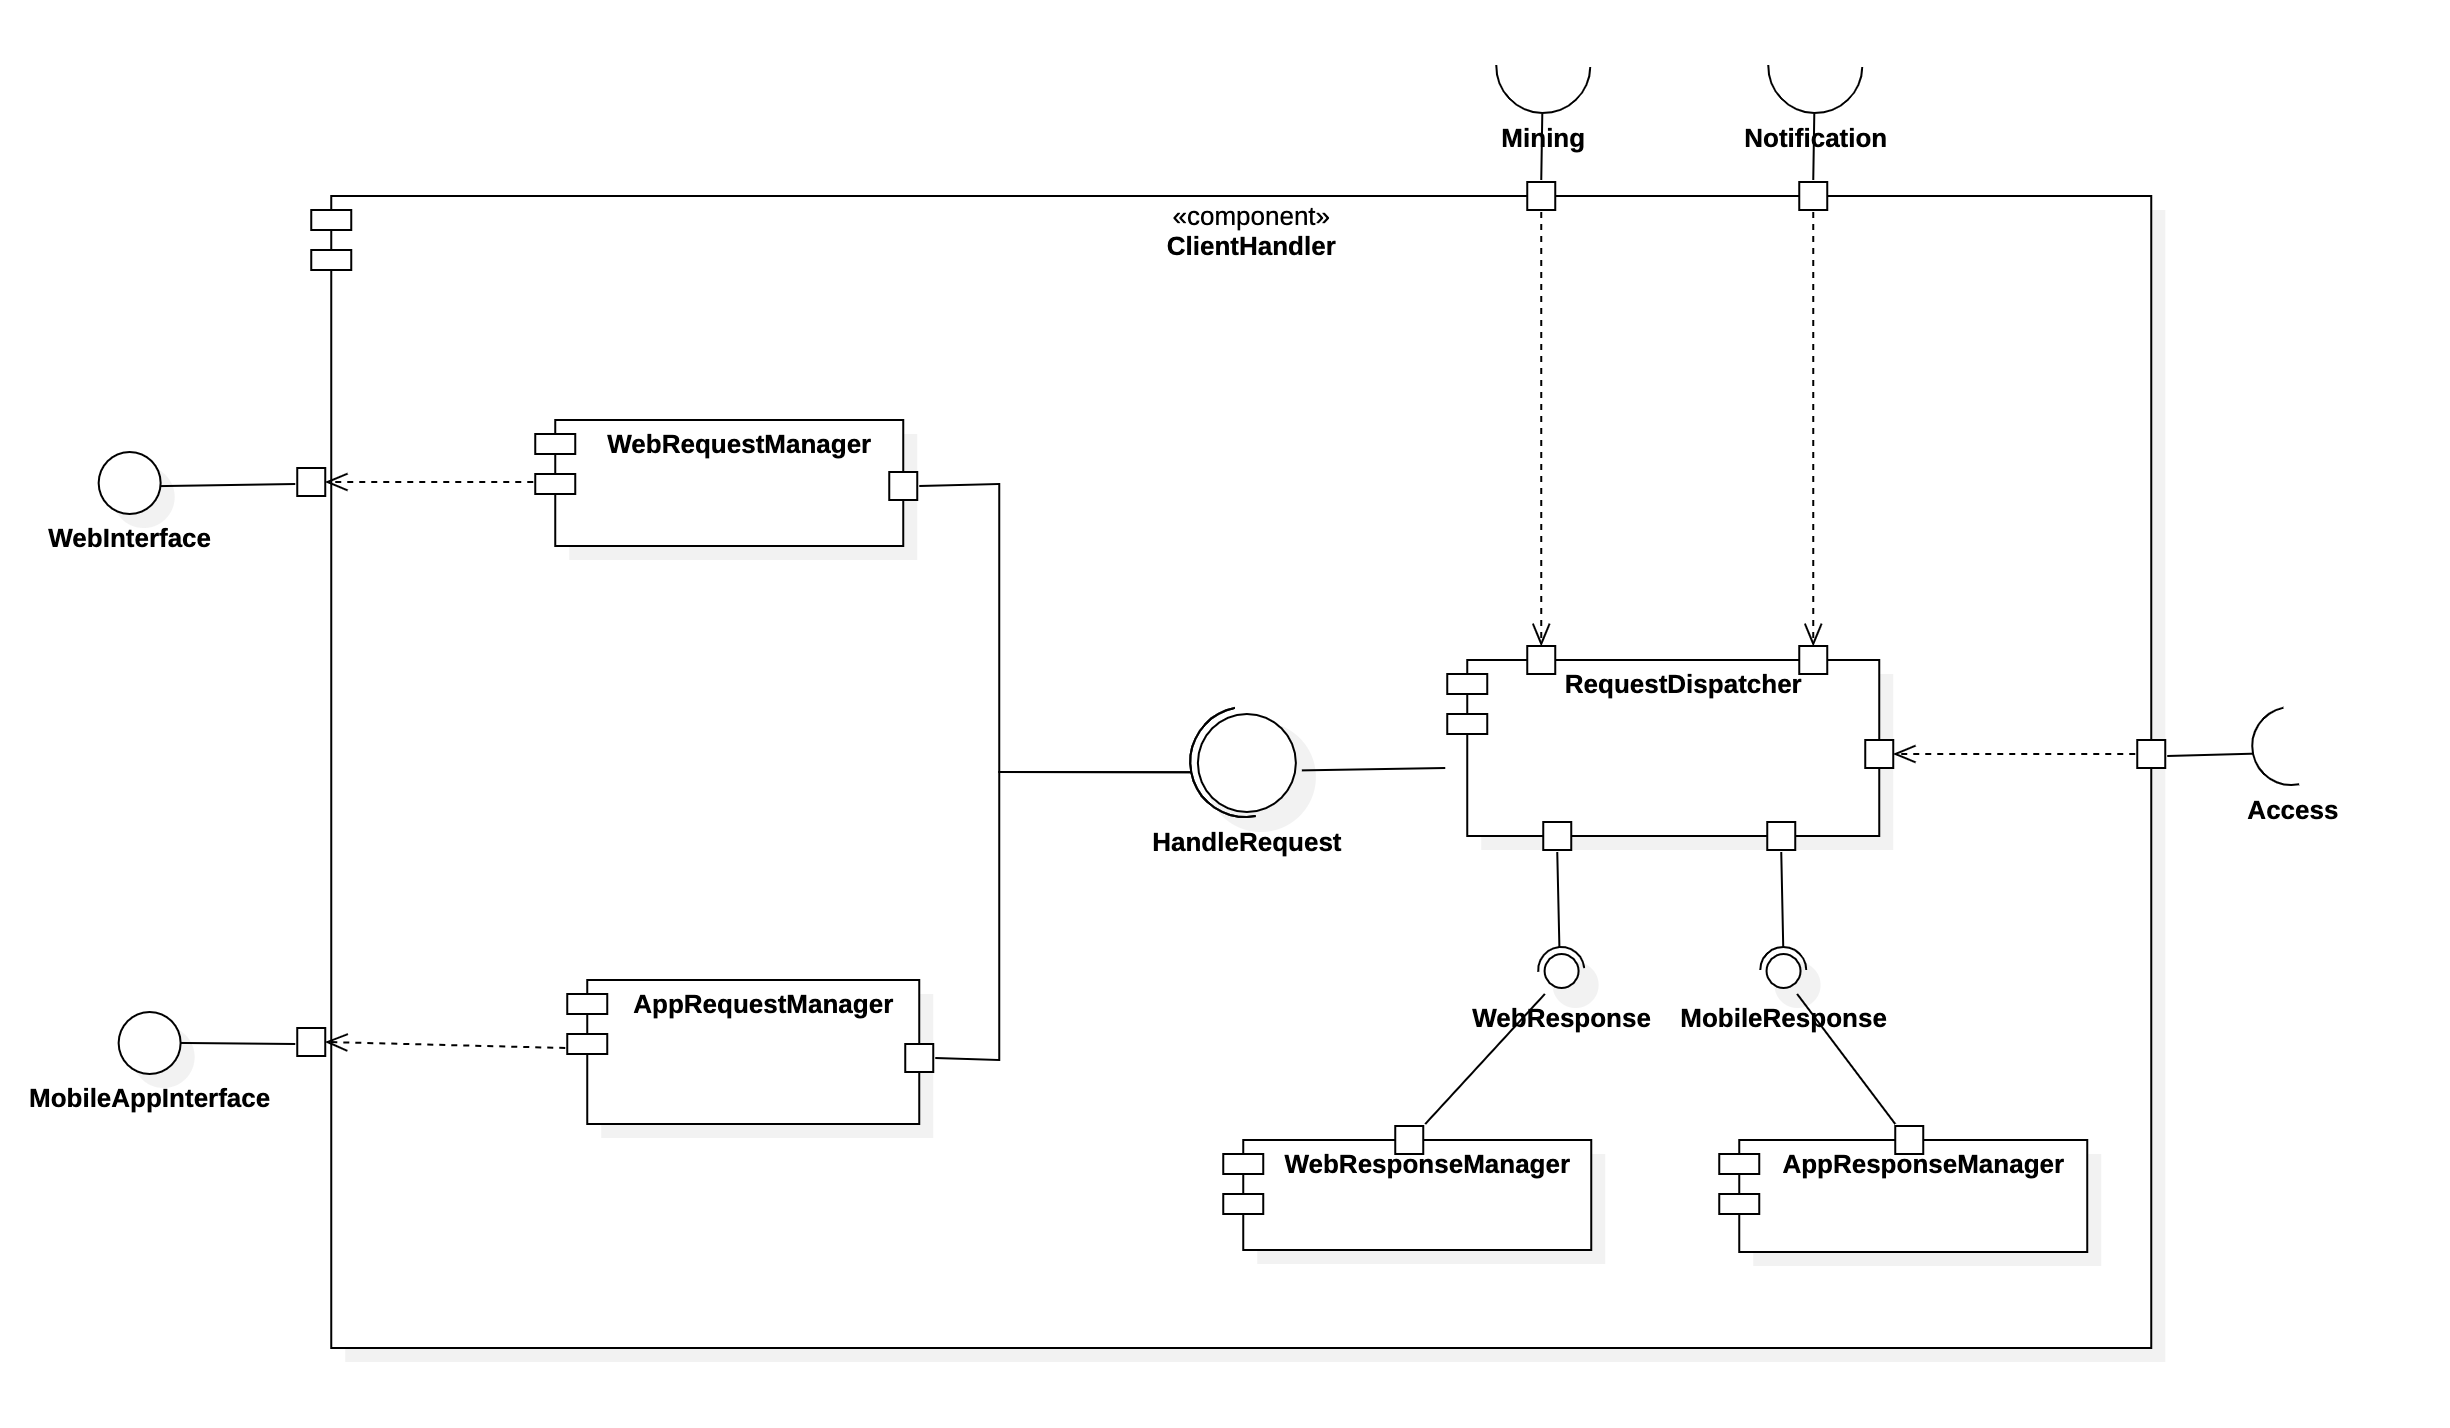 Mining
Notification
«component»
ClientHandler
WebRequestManager
WebInterface
RequestDispatcher
Access
HandleRequest
AppRequestManager
WebResponse
MobileResponse
MobileAppInterface
WebResponseManager
AppResponseManager